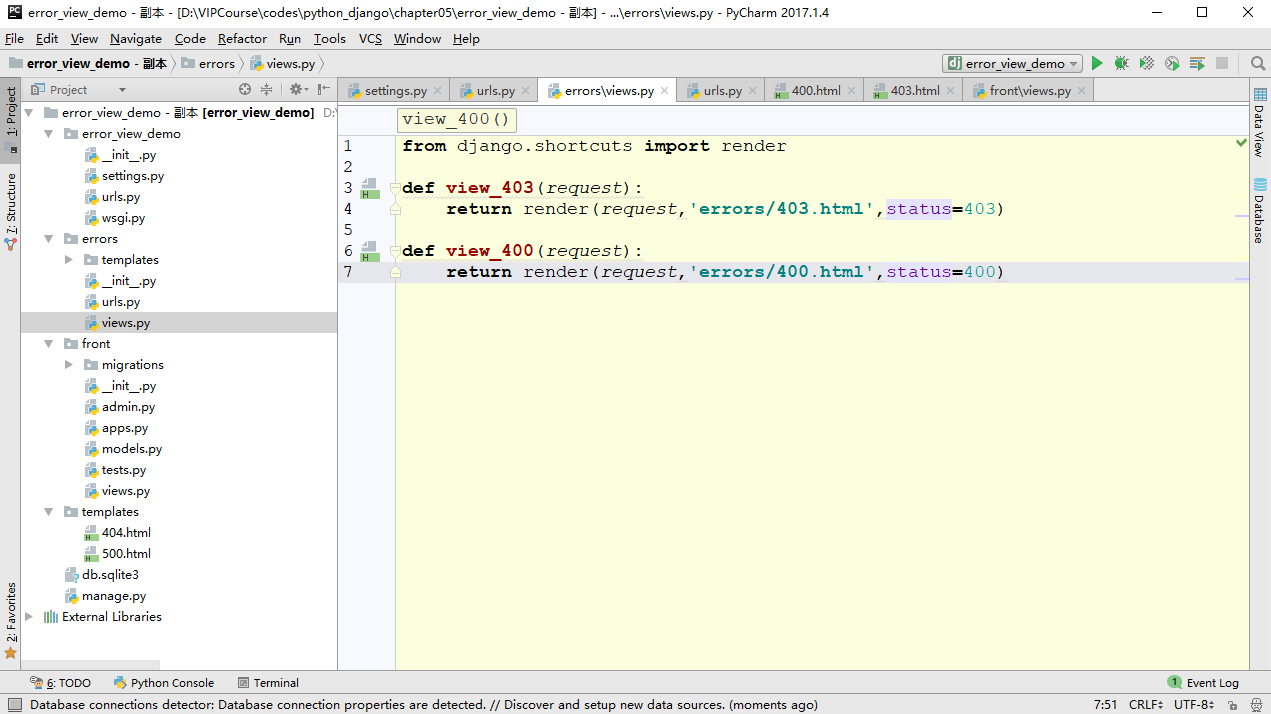 error_view_demo - 副本 - [D:\VIPCourse\codes\python_django\chapter05\error_view_demo - 副本] - ...\errors\views.py - PyCharm 2017.1.4
File Edit View Navigate Code Refactor Run Tools VCS Window Help
error_view_demo - 副本 errors views.py error_view_demo
Project
settings.py urls.py errors\views.py urls.py 400.html 403.html front\views.py
1: Project
7: Structure
2: Favorites
error_view_demo - 副本 [error_view_demo] D:\
error_view_demo
__init__.py
settings.py
urls.py
wsgi.py
errors
templates
__init__.py
urls.py
views.py
front
migrations
__init__.py
admin.py
apps.py
models.py
tests.py
views.py
templates
404.html
500.html
db.sqlite3
manage.py
External Libraries
view_400()
1 from django.shortcuts import render
2
3 def view_403(request):
4 return render(request,'errors/403.html',status=403)
5
6 def view_400(request):
7 return render(request,'errors/400.html',status=400)
Data View
Database
6: TODO Python Console Terminal 1 Event Log
Database connections detector: Database connection properties are detected. // Discover and setup new data sources. (moments ago) 7:51 CRLF UTF-8